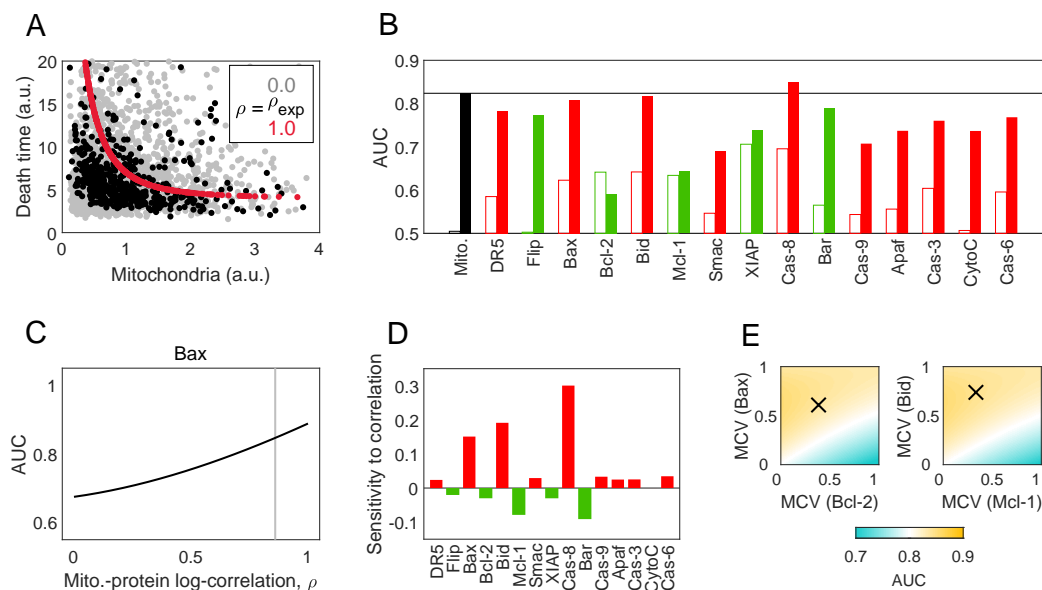 A
20
15
10
5
0
Death time (a.u.)
0 1 2 3 4
Mitochondria (a.u.)
0.0
ρ = ρexp
1.0
B
0.9
0.8
0.7
0.6
0.5
AUC
Mito.
DR5
Flip
Bax
Bcl-2
Bid
Mcl-1
Smac
XIAP
Cas-8
Bar
Cas-9
Apaf
Cas-3
CytoC
Cas-6
C
Bax
1
0.8
0.6
AUC
0 0.5 1
Mito.-protein log-correlation, ρ
D
0.3
0.2
0.1
0
-0.1
Sensitivity to correlation
DR5
Flip
Bax
Bcl-2
Bid
Mcl-1
Smac
XIAP
Cas-8
Bar
Cas-9
Apaf
Cas-3
CytoC
Cas-6
E
1
0.5
0
MCV (Bax)
0 0.5 1
MCV (Bcl-2)
1
0.5
0
MCV (Bid)
0 0.5 1
MCV (Mcl-1)
0.7 0.8 0.9
AUC